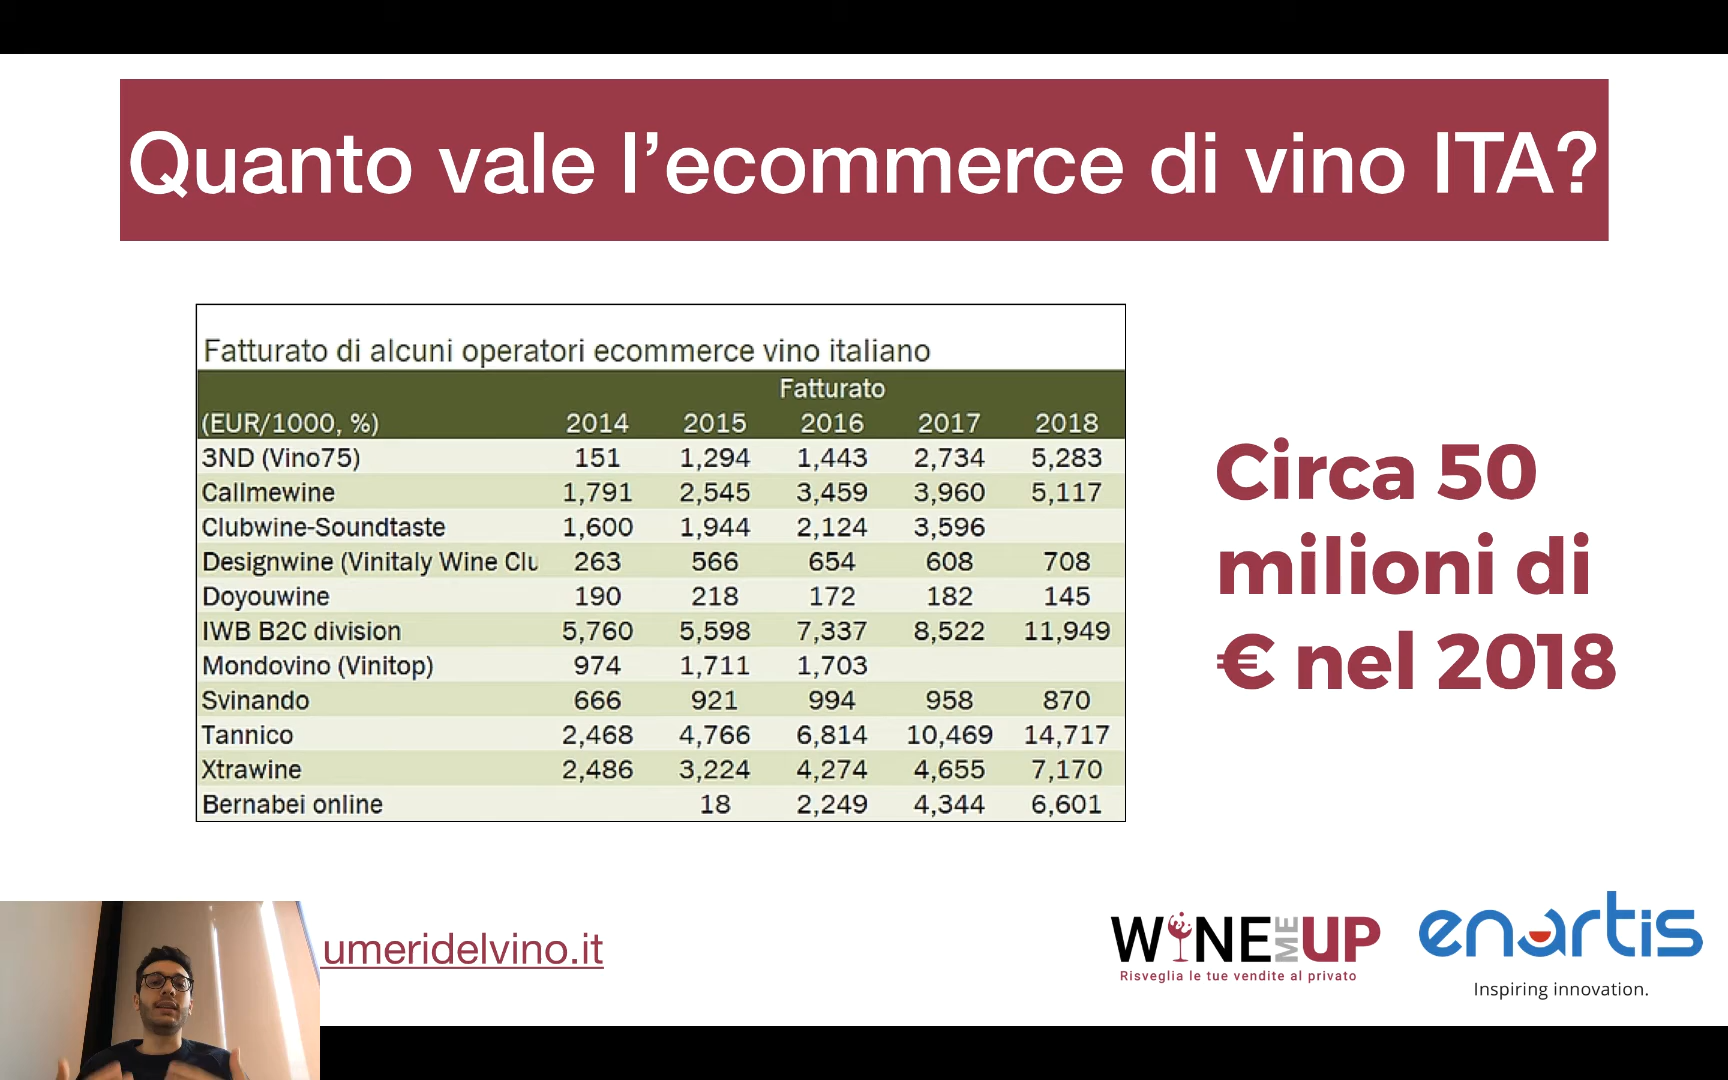 Quanto vale l’ecommerce di vino ITA?
Fatturato di alcuni operatori ecommerce vino italiano
Fatturato
(EUR/1000, %) 2014 2015 2016 2017 2018
3ND (Vino75) 151 1,294 1,443 2,734 5,283
Callmewine 1,791 2,545 3,459 3,960 5,117
Clubwine-Soundtaste 1,600 1,944 2,124 3,596
Designwine (Vinitaly Wine Clu 263 566 654 608 708
Doyouwine 190 218 172 182 145
IWB B2C division 5,760 5,598 7,337 8,522 11,949
Mondovino (Vinitop) 974 1,711 1,703
Svinando 666 921 994 958 870
Tannico 2,468 4,766 6,814 10,469 14,717
Xtrawine 2,486 3,224 4,274 4,655 7,170
Bernabei online 18 2,249 4,344 6,601
Circa 50
milioni di
€ nel 2018
umeridelvino.it
WINE ME UP
Risveglia le tue vendite al privato
enartis
Inspiring innovation.